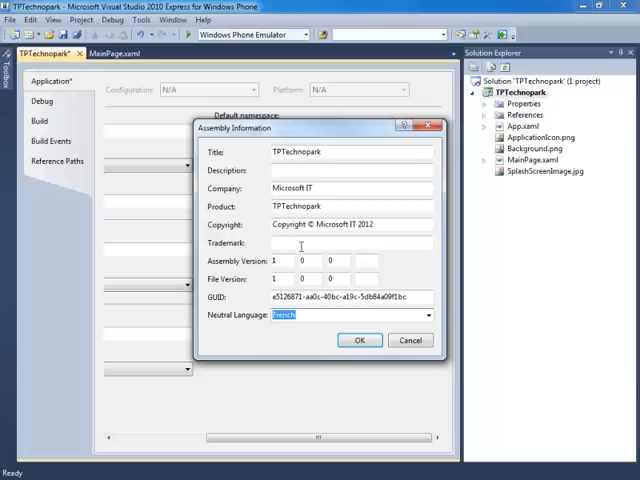 TPTechnopark - Microsoft Visual Studio 2010 Express for Windows Phone
File Edit View Project Debug Data Tools Window Help
Windows Phone Emulator
TPTechnopark* MainPage.xaml
Toolbox
Application*
Debug
Build
Build Events
Reference Paths
Configuration: N/A Platform: N/A
Default namespace:
Assembly Information
Title: TPTechnopark
Description:
Company: Microsoft IT
Product: TPTechnopark
Copyright: Copyright © Microsoft IT 2012
Trademark:
Assembly Version: 1 0 0
File Version: 1 0 0
GUID: e5126871-aa0c-40bc-a19c-5db84a09f1bc
Neutral Language: French
OK Cancel
Solution Explorer
Solution 'TPTechnopark' (1 project)
TPTechnopark
Properties
References
App.xaml
ApplicationIcon.png
Background.png
MainPage.xaml
SplashScreenImage.jpg
Ready